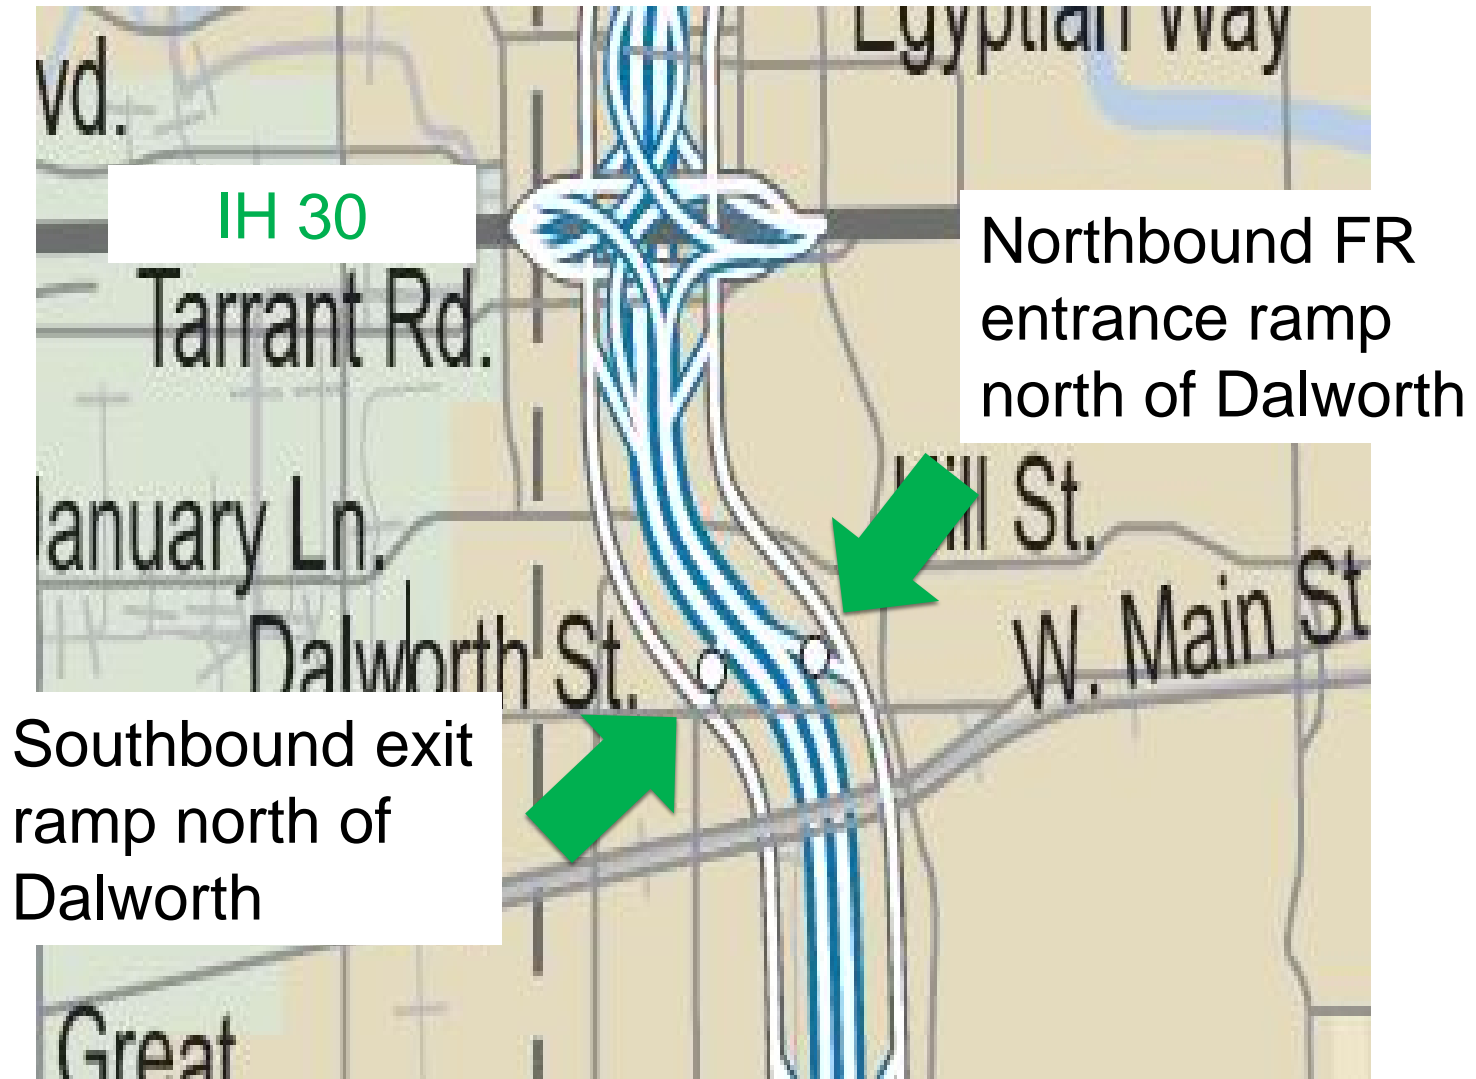 Egyptian Way
vd.
IH 30
Northbound FR
entrance ramp
north of Dalworth
Tarrant Rd.
Hill St.
January Ln.
W. Main St
Dalworth St.
Southbound exit
ramp north of
Dalworth
Great